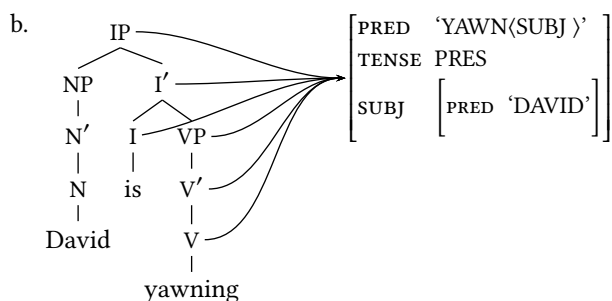 b.
IP
PRED ‘YAWN⟨SUBJ ⟩’
TENSE PRES
NP I′
SUBJ [PRED ‘DAVID’]
N′ I VP
N is V′
David V
yawning